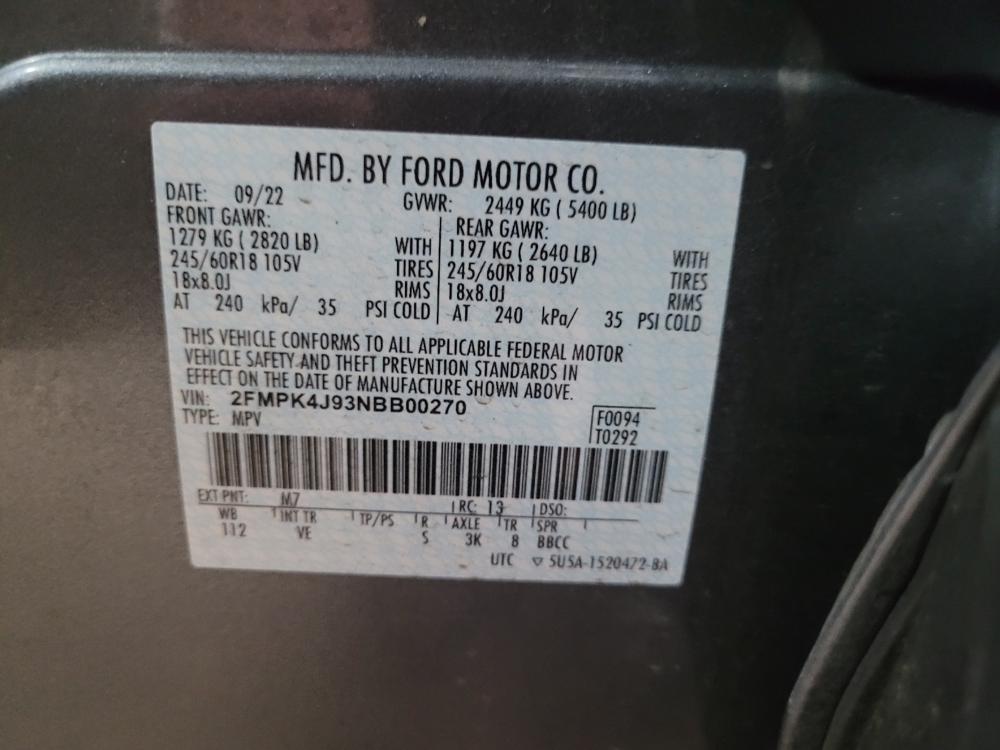 MFD. BY FORD MOTOR CO.
DATE: 09/22 GVWR: 2449 KG ( 5400 LB)
FRONT GAWR: REAR GAWR:
1279 KG ( 2820 LB) WITH 1197 KG ( 2640 LB) WITH
245/60R18 105V TIRES 245/60R18 105V TIRES
18x8.0J RIMS 18x8.0J RIMS
AT 240 kPa/ 35 PSI COLD AT 240 kPa/ 35 PSI COLD
THIS VEHICLE CONFORMS TO ALL APPLICABLE FEDERAL MOTOR
VEHICLE SAFETY AND THEFT PREVENTION STANDARDS IN
EFFECT ON THE DATE OF MANUFACTURE SHOWN ABOVE.
VIN: 2FMPK4J93NBB00270
TYPE: MPV
F0094
T0292
EXT PNT: M7 RC: 13 DSO:
WB INT TR TP/PS R AXLE TR SPR
112 VE S 3K 8 BBCC
UTC ▽ 5U5A-1520472-BA